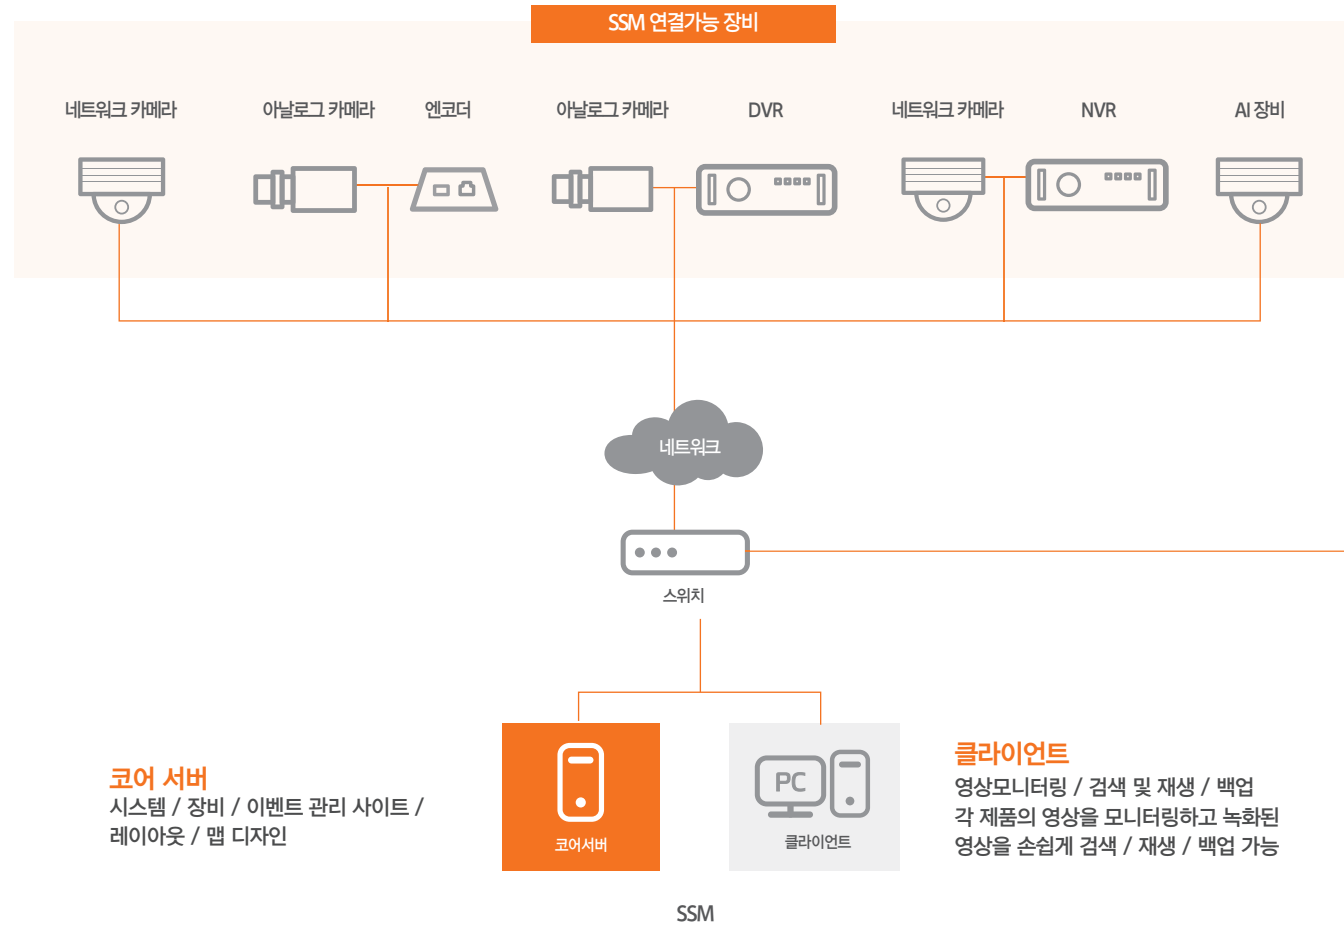 SSM 연결가능 장비
네트워크 카메라
아날로그 카메라
엔코더
아날로그 카메라
DVR
네트워크 카메라
NVR
AI 장비
네트워크
스위치
코어 서버
시스템 / 장비 / 이벤트 관리 사이트 /
레이아웃 / 맵 디자인
코어서버
PC
클라이언트
클라이언트
영상모니터링 / 검색 및 재생 / 백업
각 제품의 영상을 모니터링하고 녹화된
영상을 손쉽게 검색 / 재생 / 백업 가능
SSM